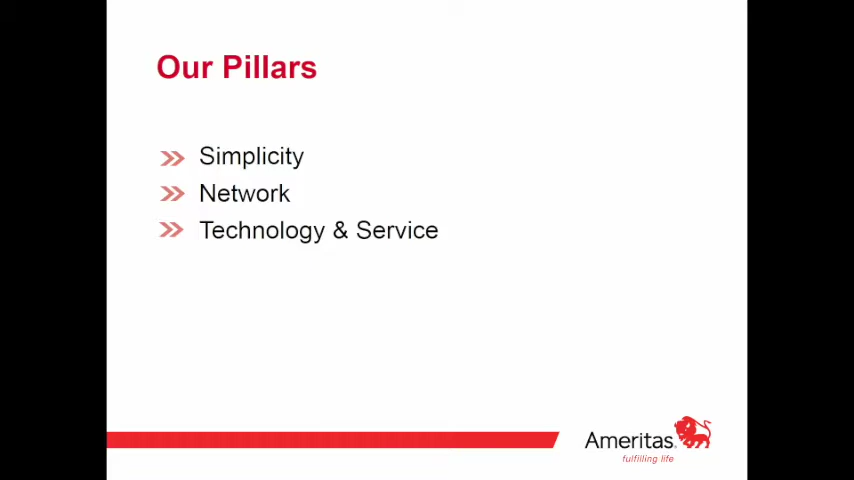 Our Pillars
Simplicity
Network
Technology & Service
Ameritas
fulfilling life